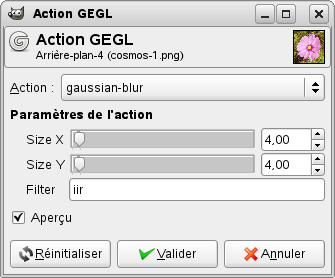 Action GEGL
Action GEGL
Arrière-plan-4 (cosmos-1.png)
Action : gaussian-blur
Paramètres de l'action
Size X 4,00
Size Y 4,00
Filter iir
Aperçu
Réinitialiser Valider Annuler